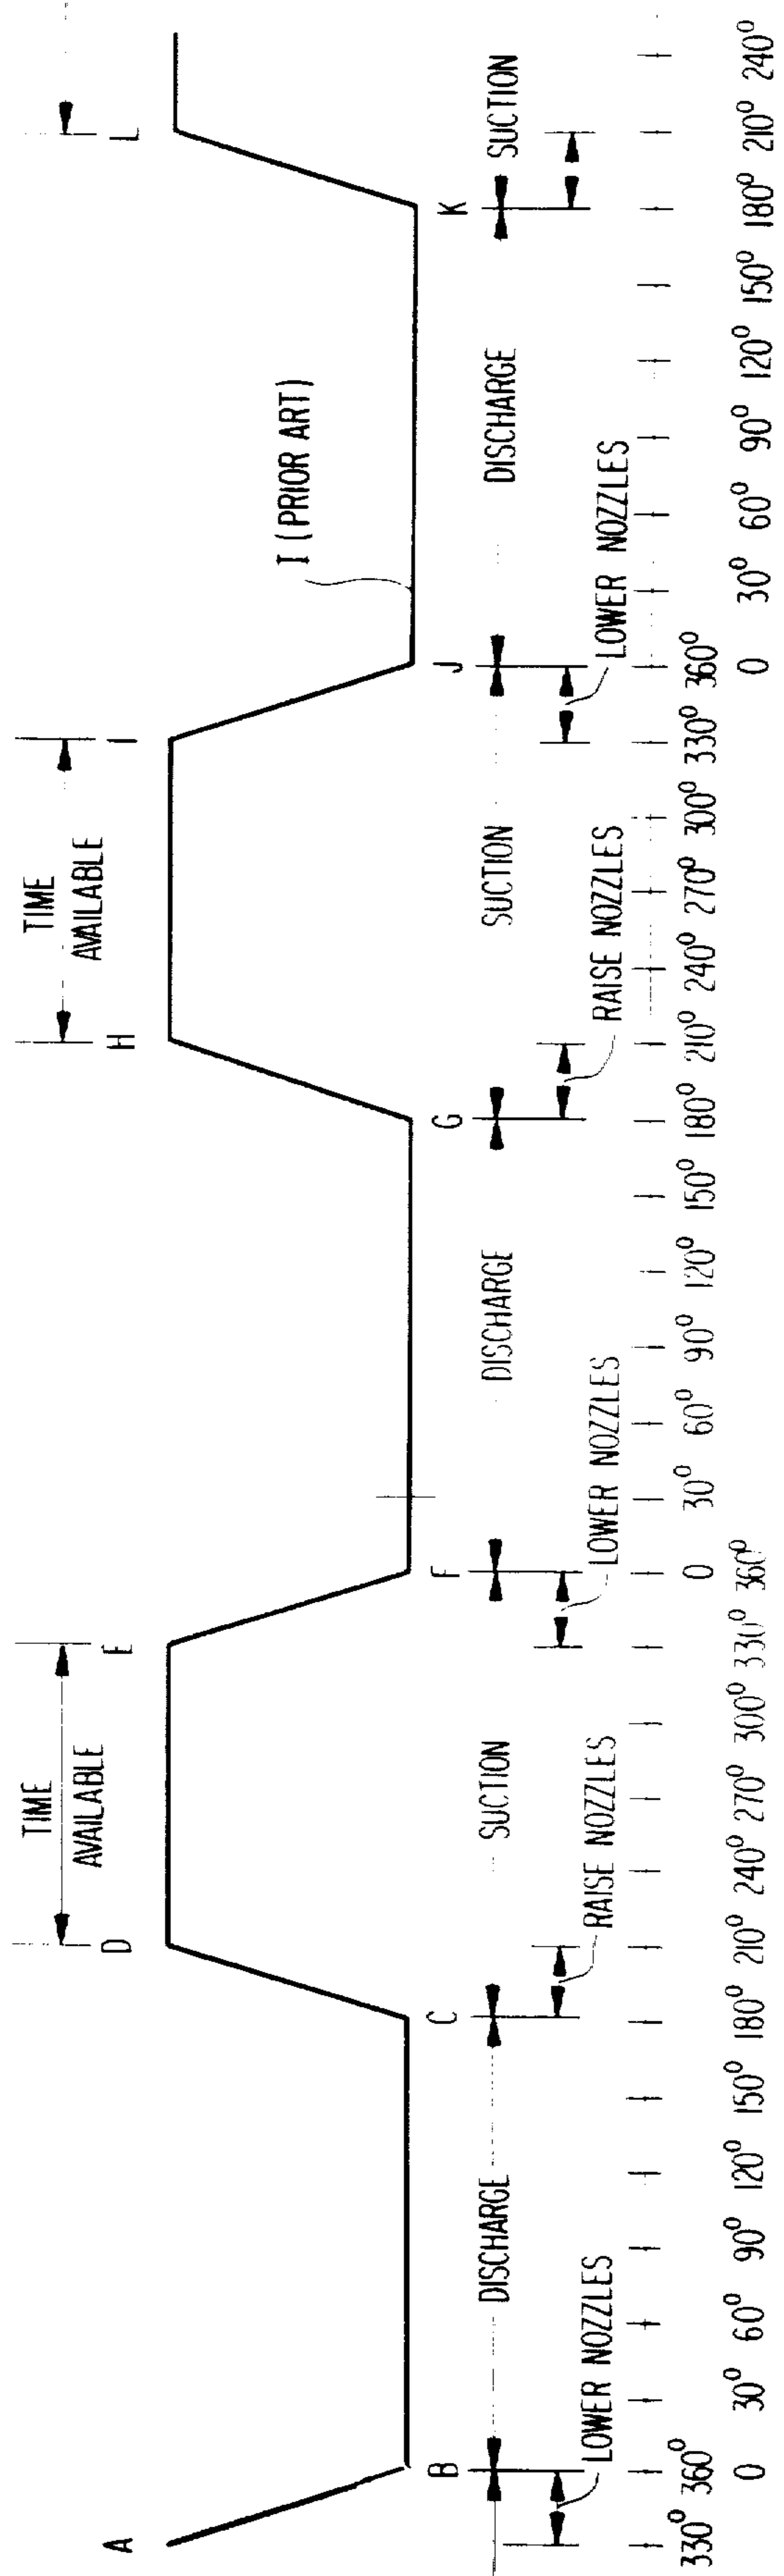 TIME TIME
AVAILABLE AVAILABLE
A D E H I L
I (PRIOR ART)
B C F G J K
DISCHARGE SUCTION DISCHARGE SUCTION DISCHARGE SUCTION
LOWER NOZZLES RAISE NOZZLES LOWER NOZZLES RAISE NOZZLES LOWER NOZZLES
330° 360° 0 30° 60° 90° 120° 150° 180° 210° 240° 270° 300° 330° 360°
0 30° 60° 90° 120° 150° 180° 210° 240° 270° 300° 330° 360° 0 30° 60° 90° 120° 150° 180° 210° 240°